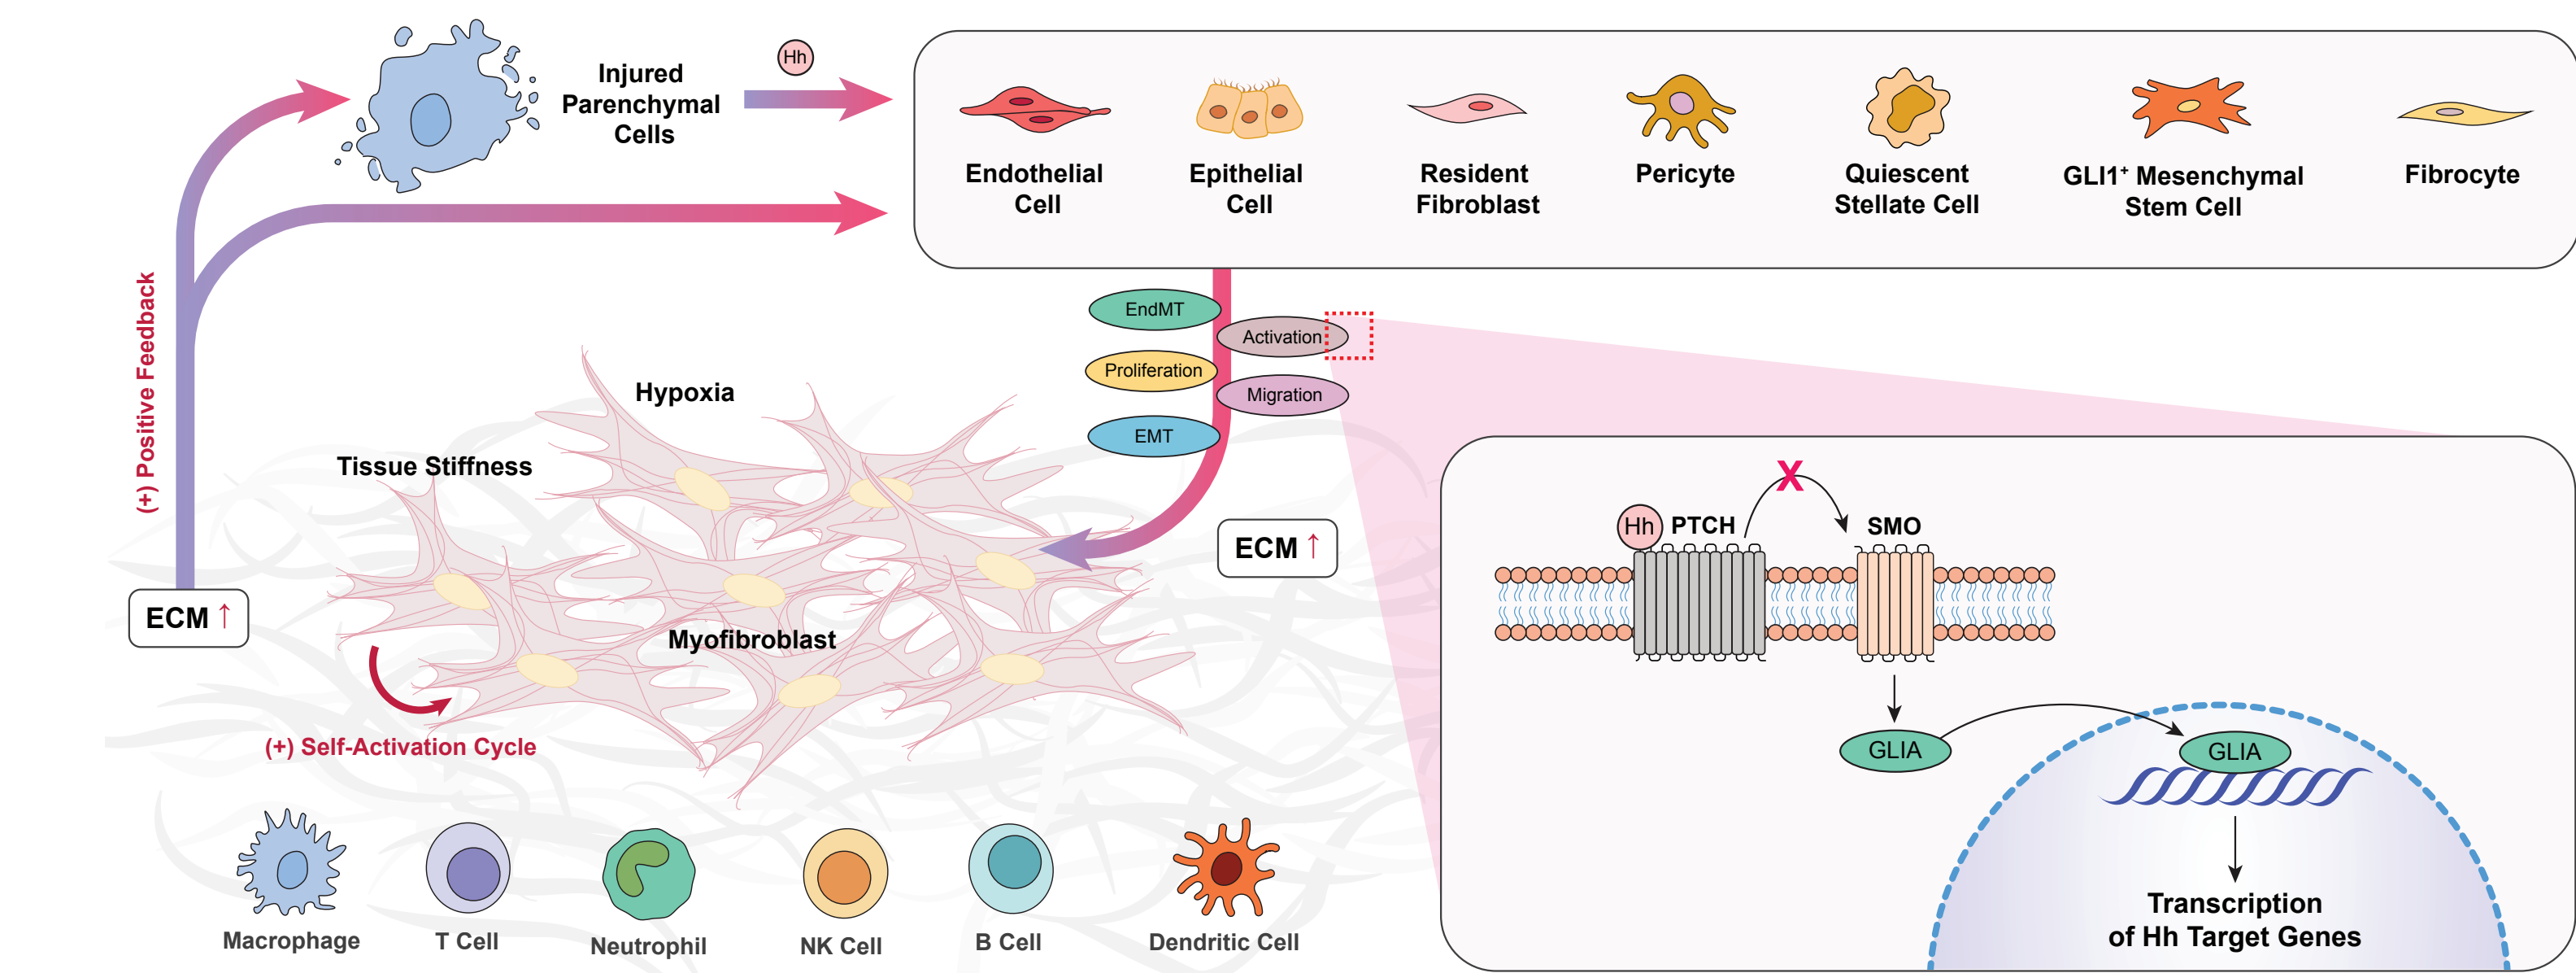 Injured
Parenchymal
Cells
Hh
Endothelial
Cell
Epithelial
Cell
Resident
Fibroblast
Pericyte
Quiescent
Stellate Cell
GLI1⁺ Mesenchymal
Stem Cell
Fibrocyte
(+) Positive Feedback
EndMT
Activation
Proliferation
Migration
EMT
Hypoxia
Tissue Stiffness
ECM ↑
ECM ↑
Myofibroblast
(+) Self-Activation Cycle
Macrophage
T Cell
Neutrophil
NK Cell
B Cell
Dendritic Cell
X
Hh
PTCH
SMO
GLIA
GLIA
Transcription
of Hh Target Genes